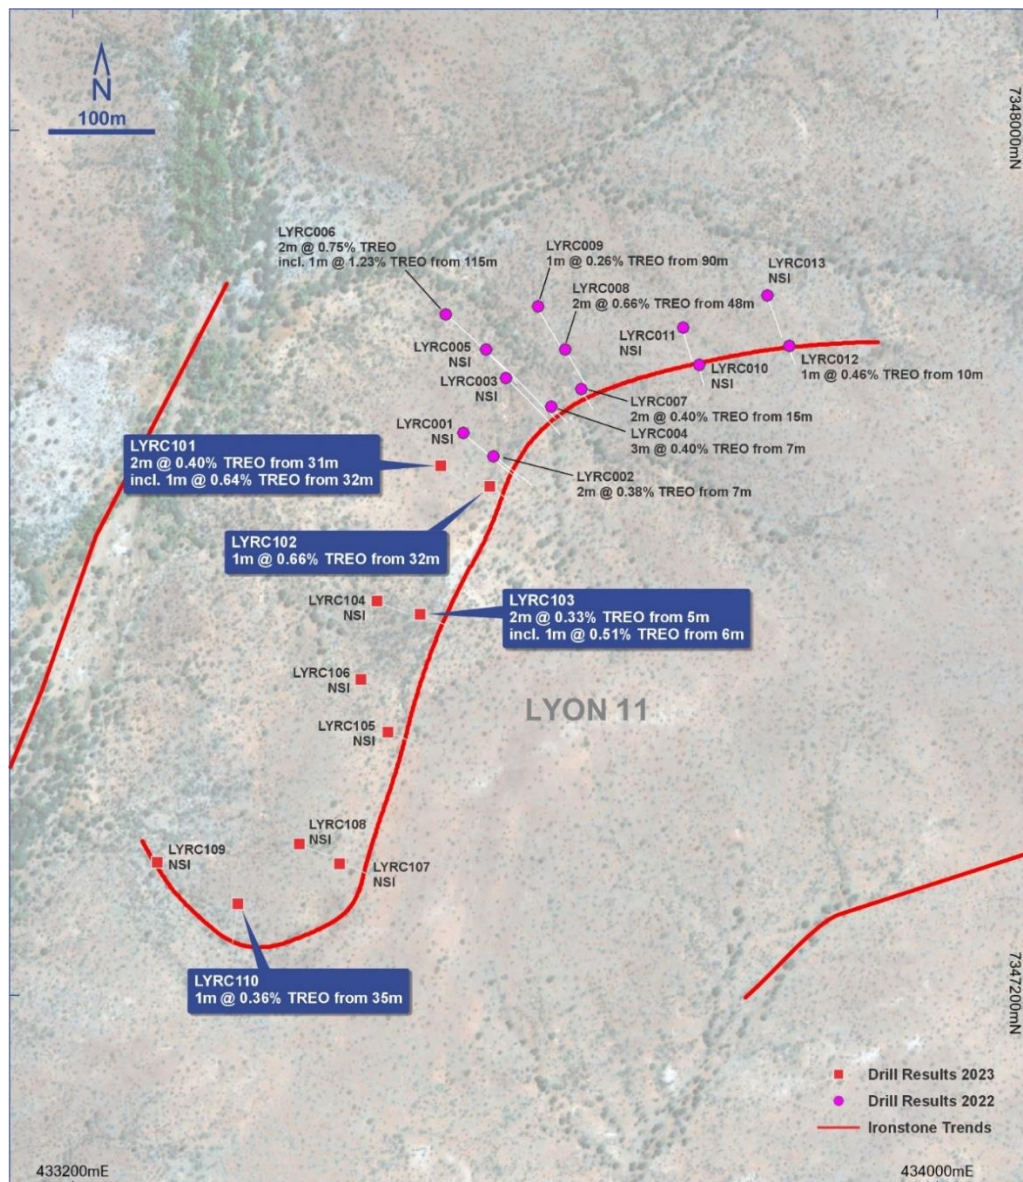 N
100m
7348000mN
LYRC006
2m @ 0.75% TREO
incl. 1m @ 1.23% TREO from 115m
LYRC009
1m @ 0.26% TREO from 90m
LYRC008
2m @ 0.66% TREO from 48m
LYRC013
NSI
LYRC011
NSI
LYRC005
NSI
LYRC003
NSI
LYRC010
NSI
LYRC012
1m @ 0.46% TREO from 10m
LYRC007
2m @ 0.40% TREO from 15m
LYRC004
3m @ 0.40% TREO from 7m
LYRC001
NSI
LYRC101
2m @ 0.40% TREO from 31m
incl. 1m @ 0.64% TREO from 32m
LYRC002
2m @ 0.38% TREO from 7m
LYRC102
1m @ 0.66% TREO from 32m
LYRC104
NSI
LYRC103
2m @ 0.33% TREO from 5m
incl. 1m @ 0.51% TREO from 6m
LYRC106
NSI
LYON 11
LYRC105
NSI
LYRC108
NSI
LYRC109
NSI
LYRC107
NSI
LYRC110
1m @ 0.36% TREO from 35m
7347200mN
Drill Results 2023
Drill Results 2022
Ironstone Trends
433200mE
434000mE